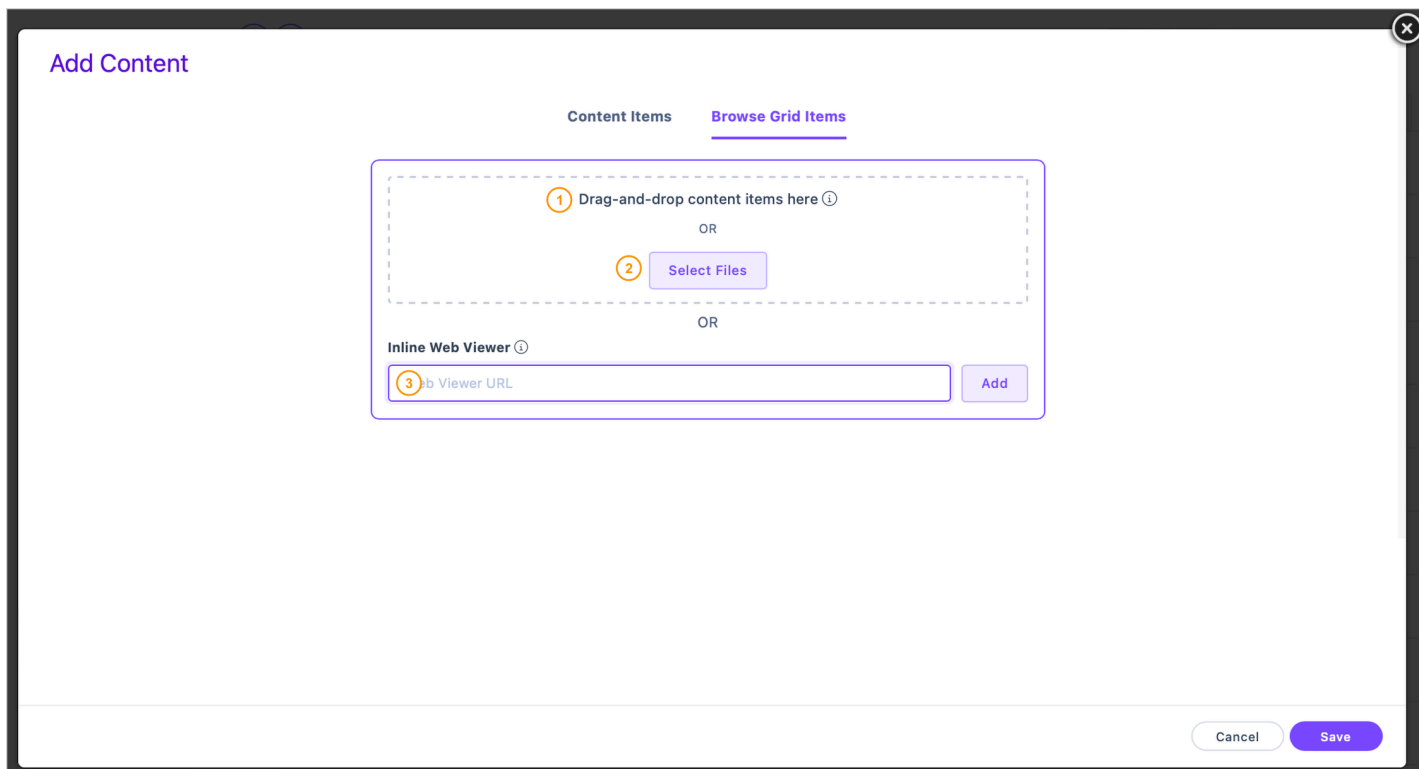 Add Content
Content Items
Browse Grid Items
1 Drag-and-drop content items here
OR
2 Select Files
OR
Inline Web Viewer
3 b Viewer URL
Add
Cancel
Save